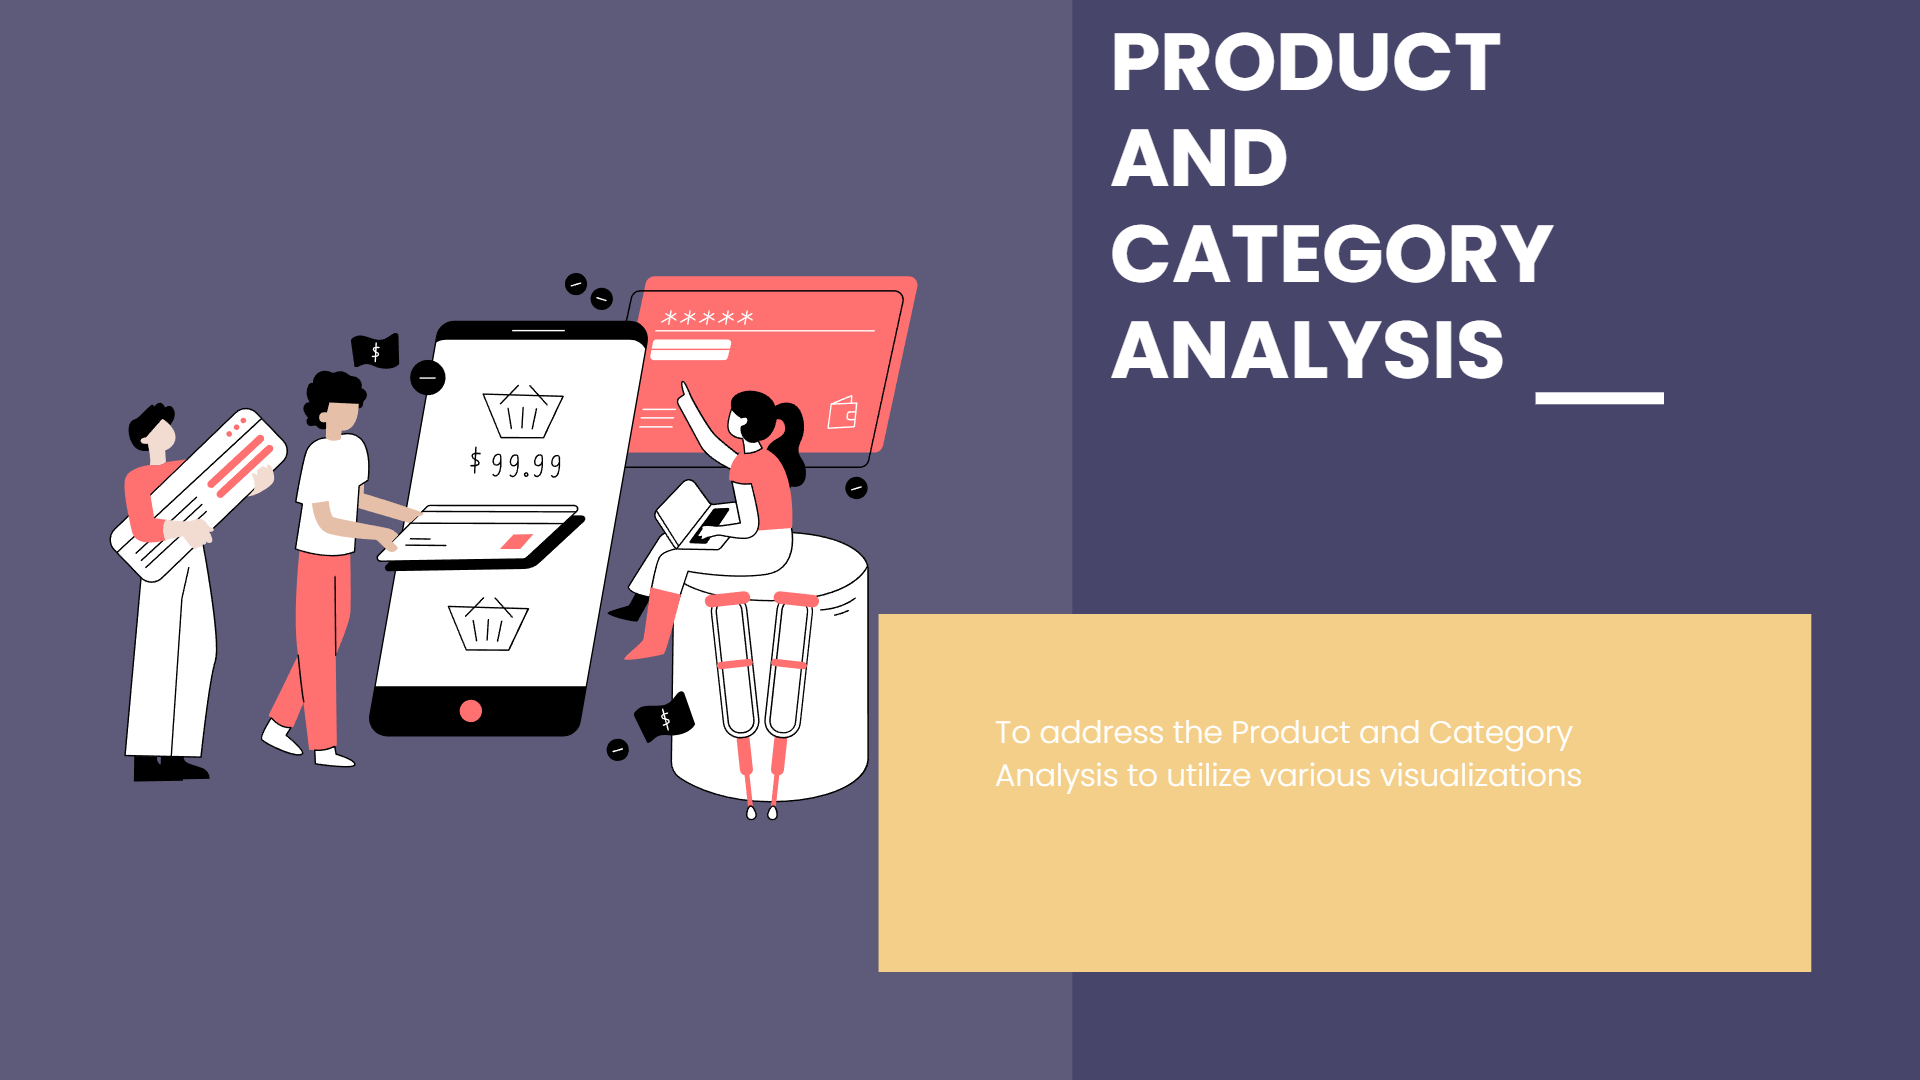 PRODUCT
AND
CATEGORY
ANALYSIS
*****
$
$ 99.99
$
To address the Product and Category
Analysis to utilize various visualizations